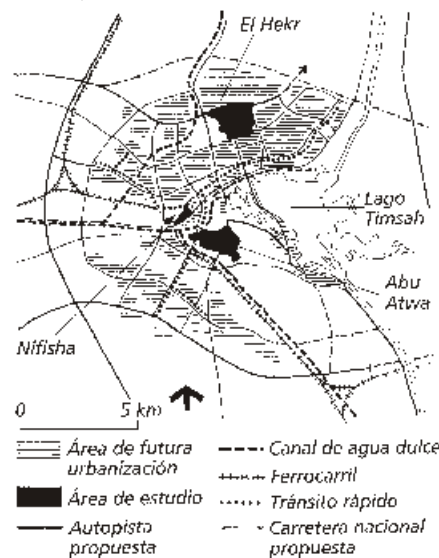 El Hekr
Lago
Timsah
Abu
Atwa
Nifisha
0 5 km
Área de futura
urbanización
Área de estudio
Autopista
propuesta
Canal de agua dulce
Ferrocarril
Tránsito rápido
Carretera nacional
propuesta